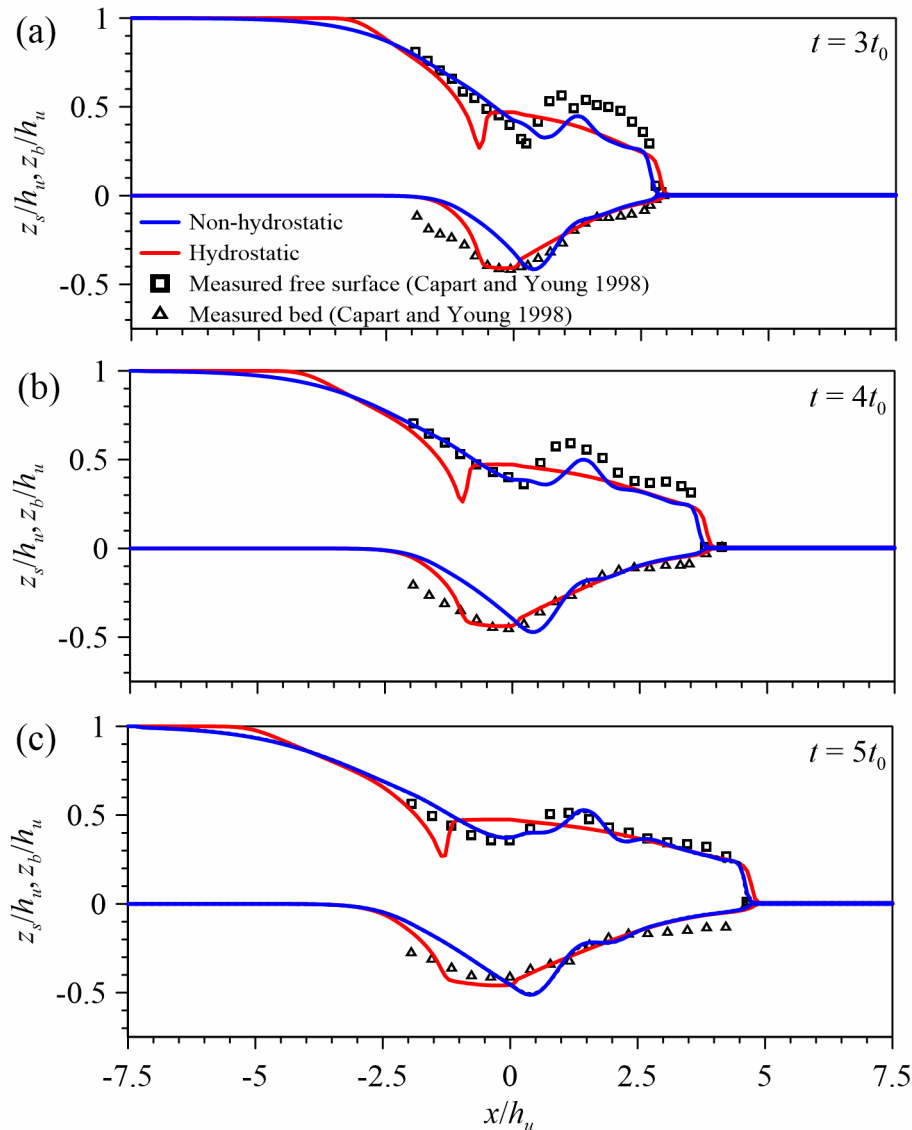 (a)
t = 3t0
1
0.5
0
-0.5
zs/hu, zb/hu
Non-hydrostatic
Hydrostatic
Measured free surface (Capart and Young 1998)
Measured bed (Capart and Young 1998)
(b)
t = 4t0
1
0.5
0
-0.5
zs/hu, zb/hu
(c)
t = 5t0
1
0.5
0
-0.5
zs/hu, zb/hu
-7.5 -5 -2.5 0 2.5 5 7.5
x/hu